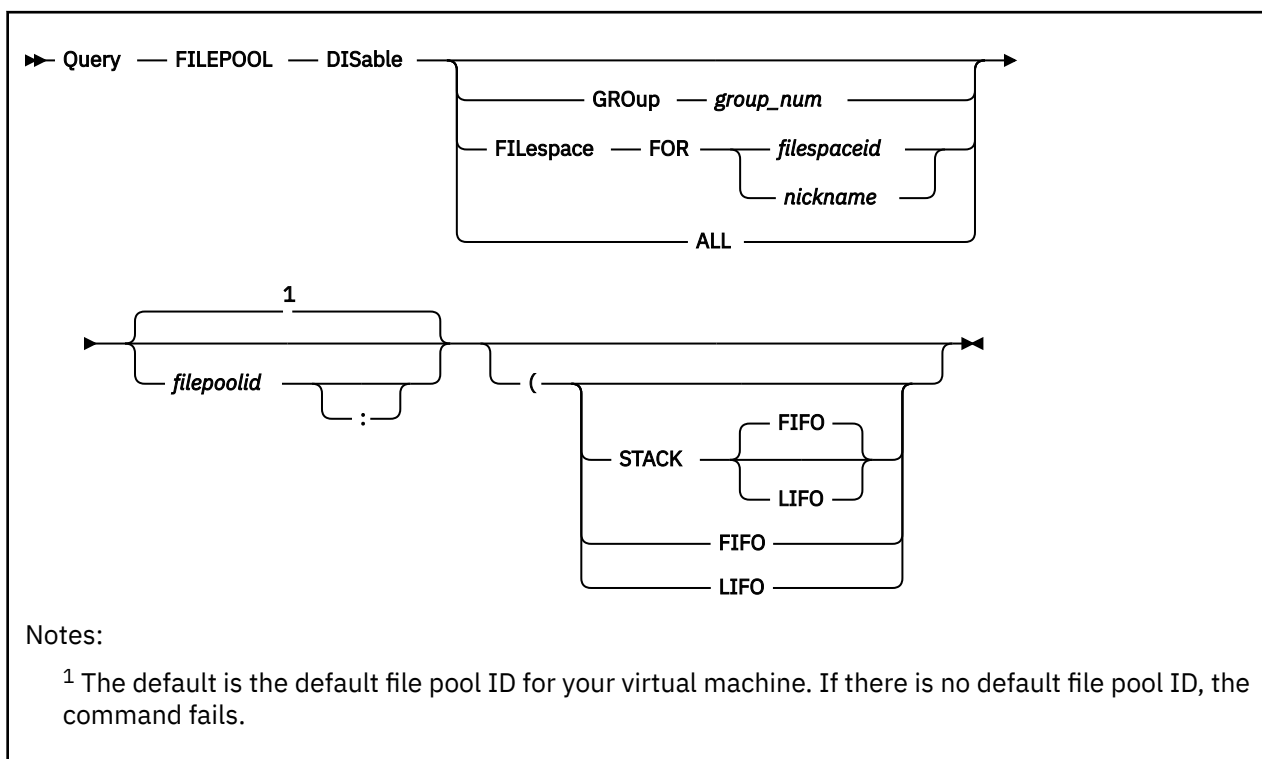 Query FILEPOOL DISable
GROup group_num
FILespace FOR filespaceid
nickname
ALL
1
filepoolid
:
(
FIFO
STACK
LIFO
FIFO
LIFO
Notes:
1 The default is the default file pool ID for your virtual machine. If there is no default file pool ID, the
command fails.